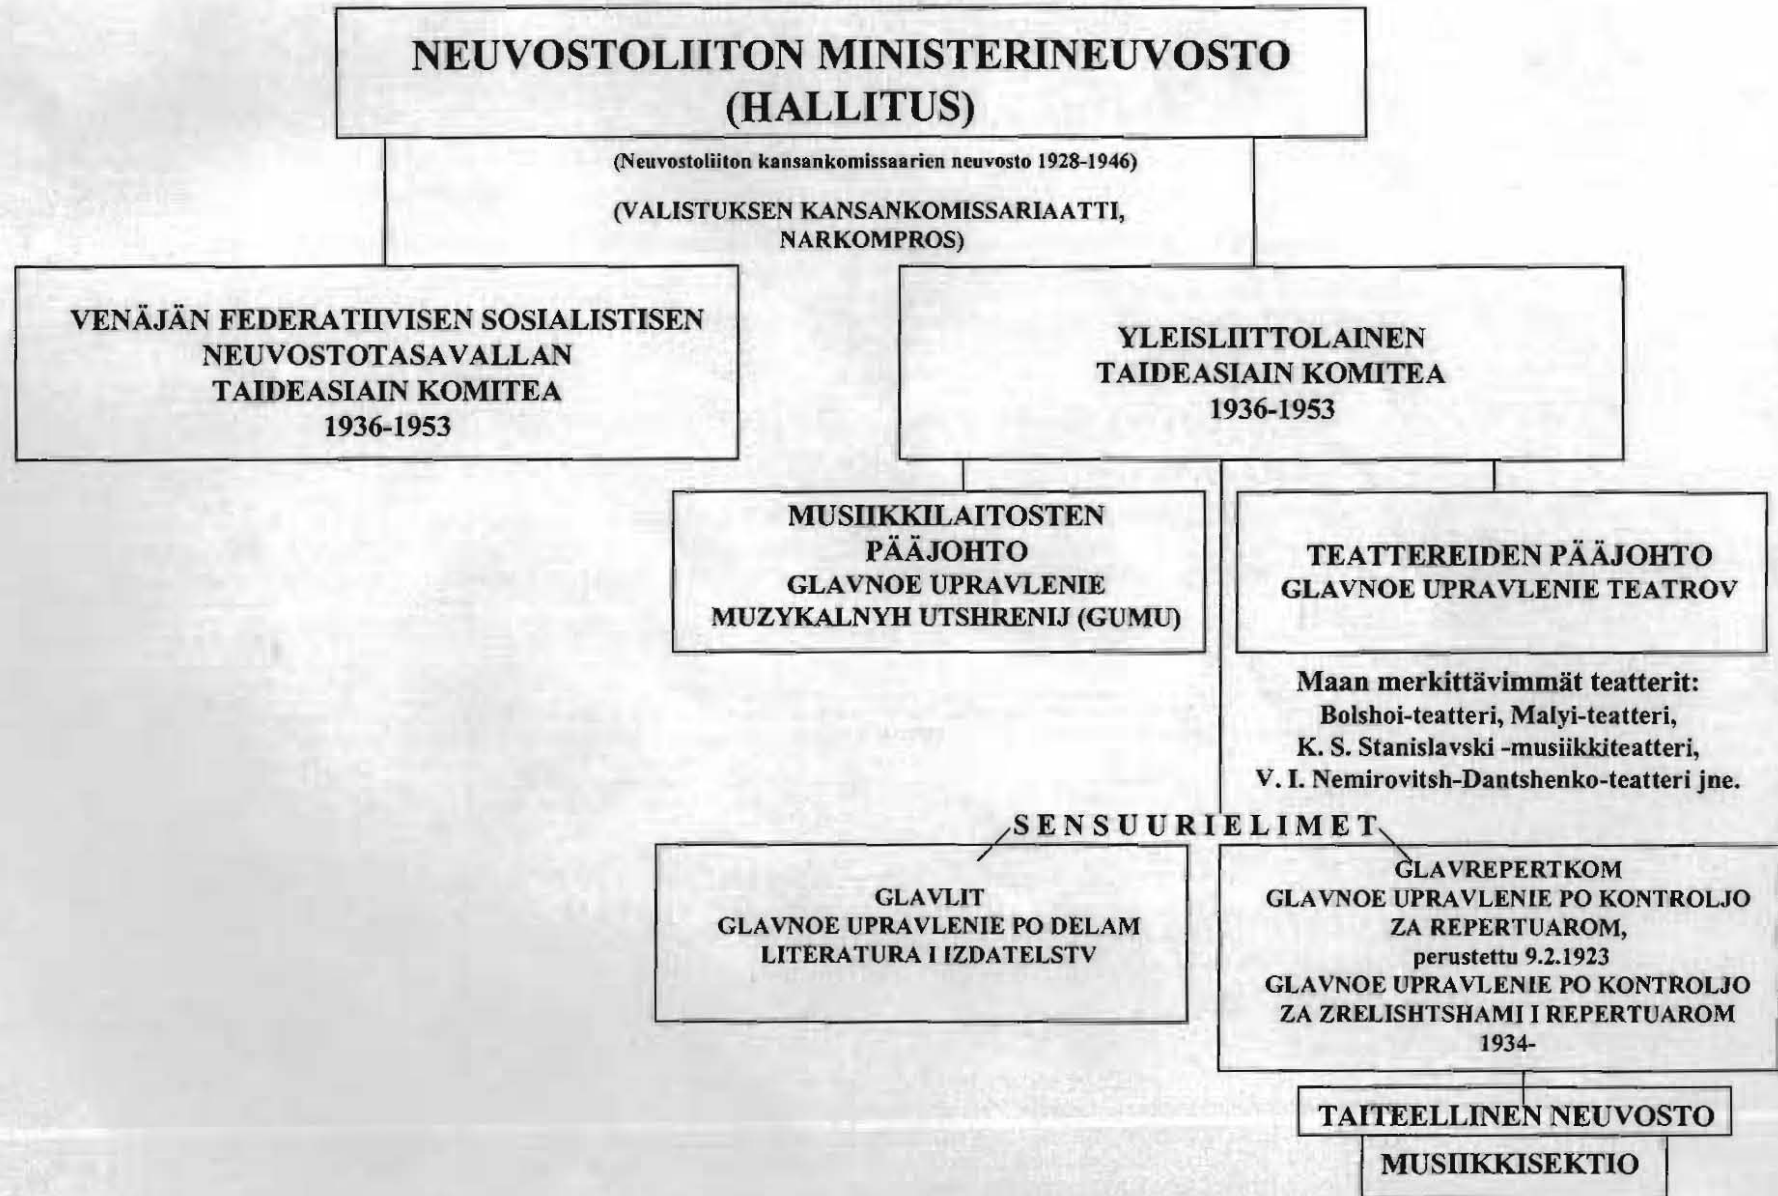 NEUVOSTOLIITON MINISTERINEUVOSTO
(HALLITUS)
(Neuvostoliiton kansankomissaarien neuvosto 1928-1946)
(VALISTUKSEN KANSANKOMISSARIAATTI,
NARKOMPROS)
VENÄJÄN FEDERATIIVISEN SOSIALISTISEN
NEUVOSTOTASAVALLAN
TAIDEASIAIN KOMITEA
1936-1953
YLEISLIITTOLAINEN
TAIDEASIAIN KOMITEA
1936-1953
MUSIIKKILAITOSTEN
PÄÄJOHTO
GLAVNOE UPRAVLENIE
MUZYKALNYH UTSHRENIJ (GUMU)
TEATTEREIDEN PÄÄJOHTO
GLAVNOE UPRAVLENIE TEATROV
Maan merkittävimmät teatterit:
Bolshoi-teatteri, Malyi-teatteri,
K. S. Stanislavski -musiikkiteatteri,
V. I. Nemirovitsh-Dantshenko-teatteri jne.
SENSUURIELIMET
GLAVLIT
GLAVNOE UPRAVLENIE PO DELAM
LITERATURA I IZDATELSTV
GLAVREPERTKOM
GLAVNOE UPRAVLENIE PO KONTROLJO
ZA REPERTUAROM,
perustettu 9.2.1923
GLAVNOE UPRAVLENIE PO KONTROLJO
ZA ZRELISHTSHAMI I REPERTUAROM
1934-
TAITEELLINEN NEUVOSTO
MUSIIKKISEKTIO